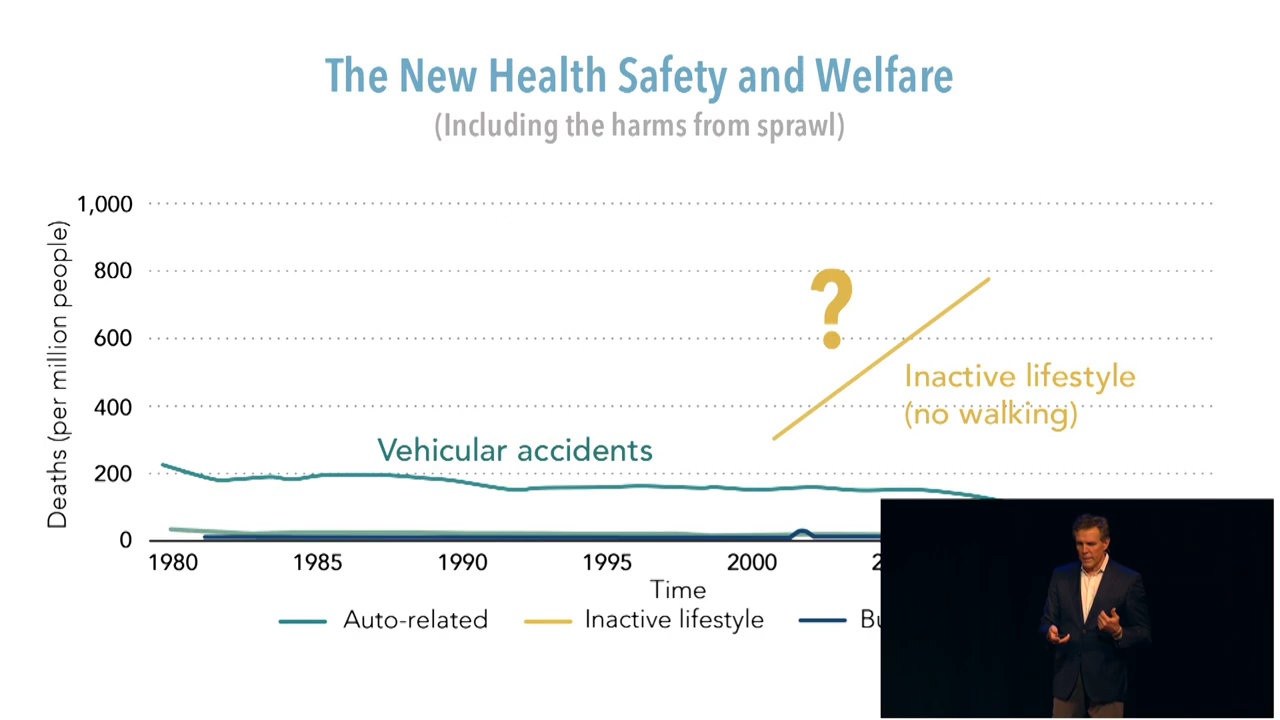 The New Health Safety and Welfare
(Including the harms from sprawl)
Deaths (per million people)
1,000
800
600
400
200
0
?
Inactive lifestyle
(no walking)
Vehicular accidents
1980 1985 1990 1995 2000
Time
Auto-related Inactive lifestyle